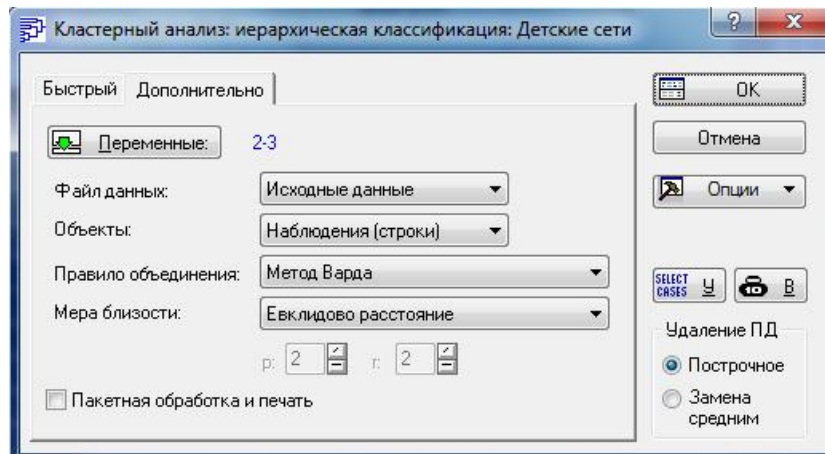 Кластерный анализ: иерархическая классификация: Детские сети
? X
Быстрый Дополнительно
Переменные: 2-3
Файл данных: Исходные данные
Объекты: Наблюдения (строки)
Правило объединения: Метод Варда
Мера близости: Евклидово расстояние
p: 2 r: 2
Пакетная обработка и печать
OK
Отмена
Опции
SELECT CASES У В
Удаление ПД
Построчное
Замена
средним